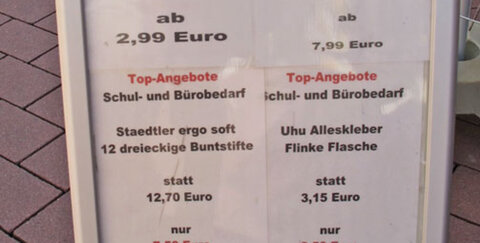 ab
2,99 Euro
Top-Angebote
Schul- und Bürobedarf
Staedtler ergo soft
12 dreieckige Buntstifte
statt
12,70 Euro
nur
ab
7,99 Euro
Top-Angebote
Schul- und Bürobedarf
Uhu Alleskleber
Flinke Flasche
statt
3,15 Euro
nur